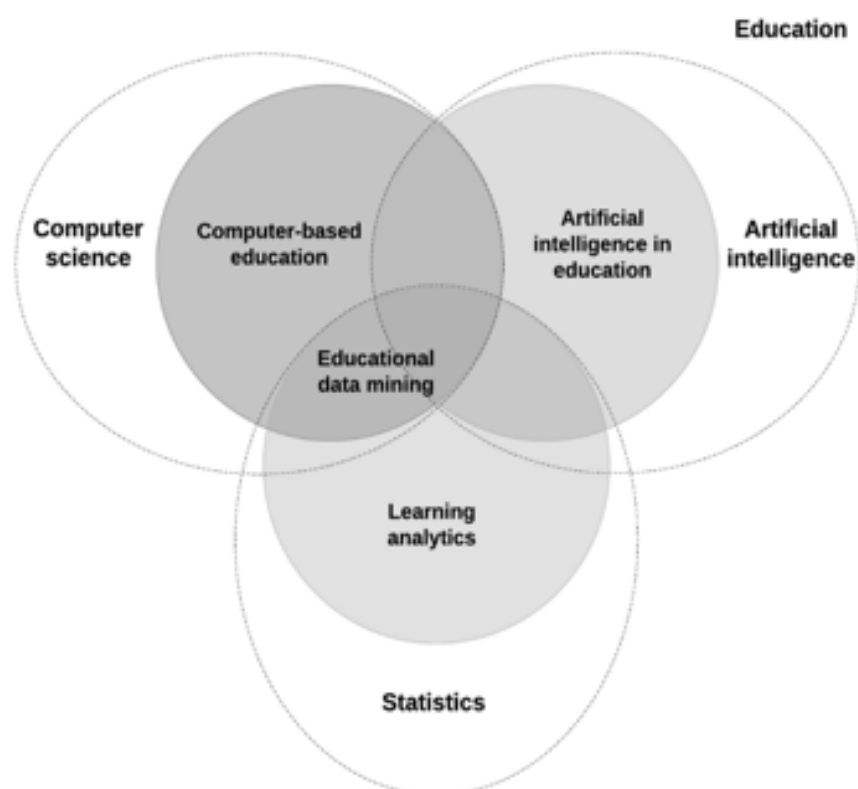 Education
Computer
science
Computer-based
education
Artificial
intelligence in
education
Artificial
intelligence
Educational
data mining
Learning
analytics
Statistics